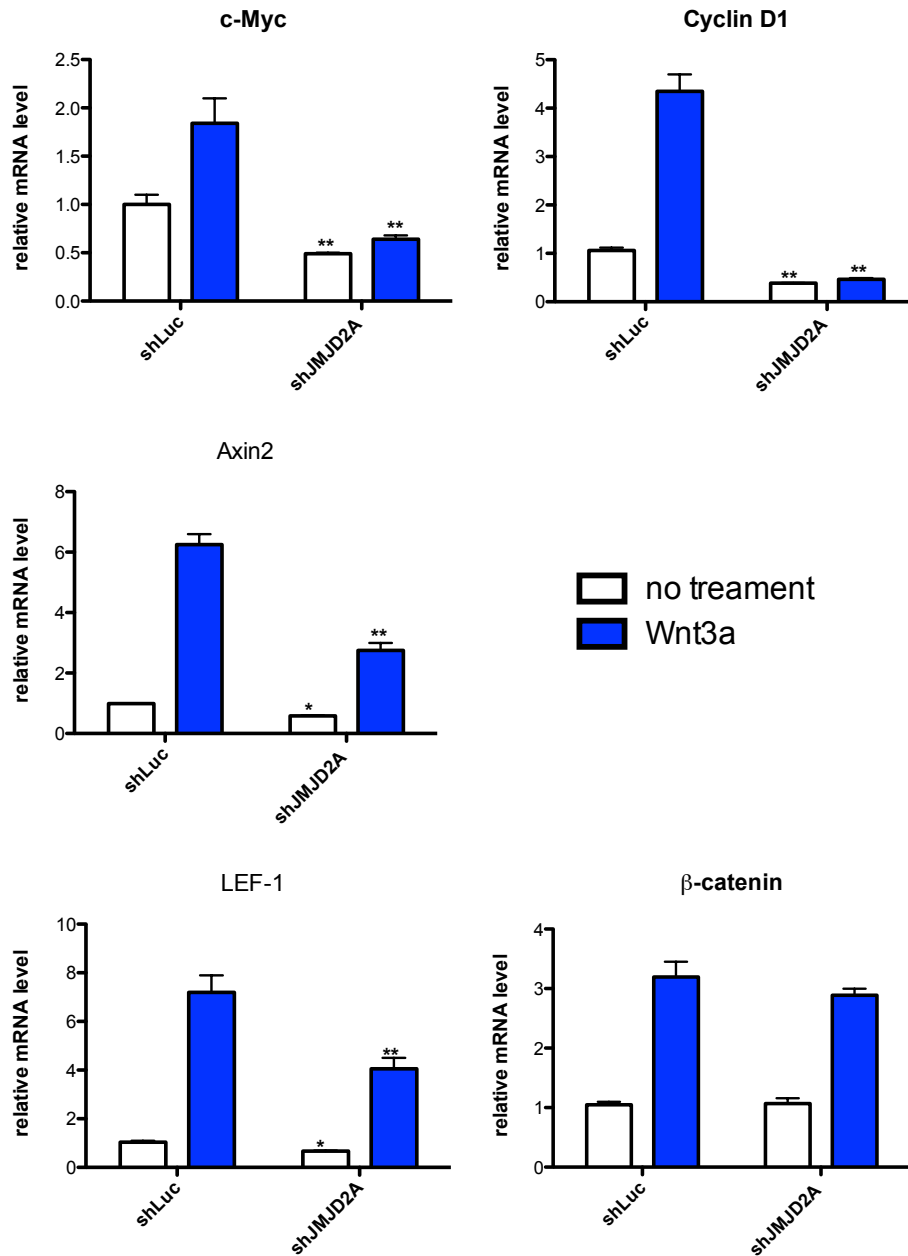 c-Myc
relative mRNA level
2.5
2.0
1.5
1.0
0.5
0.0
**
**
shLuc
shJMJD2A
Cyclin D1
relative mRNA level
5
4
3
2
1
0
**
**
shLuc
shJMJD2A
Axin2
relative mRNA level
8
6
4
2
0
*
**
shLuc
shJMJD2A
no treament
Wnt3a
LEF-1
relative mRNA level
10
8
6
4
2
0
*
**
shLuc
shJMJD2A
β-catenin
relative mRNA level
4
3
2
1
0
shLuc
shJMJD2A